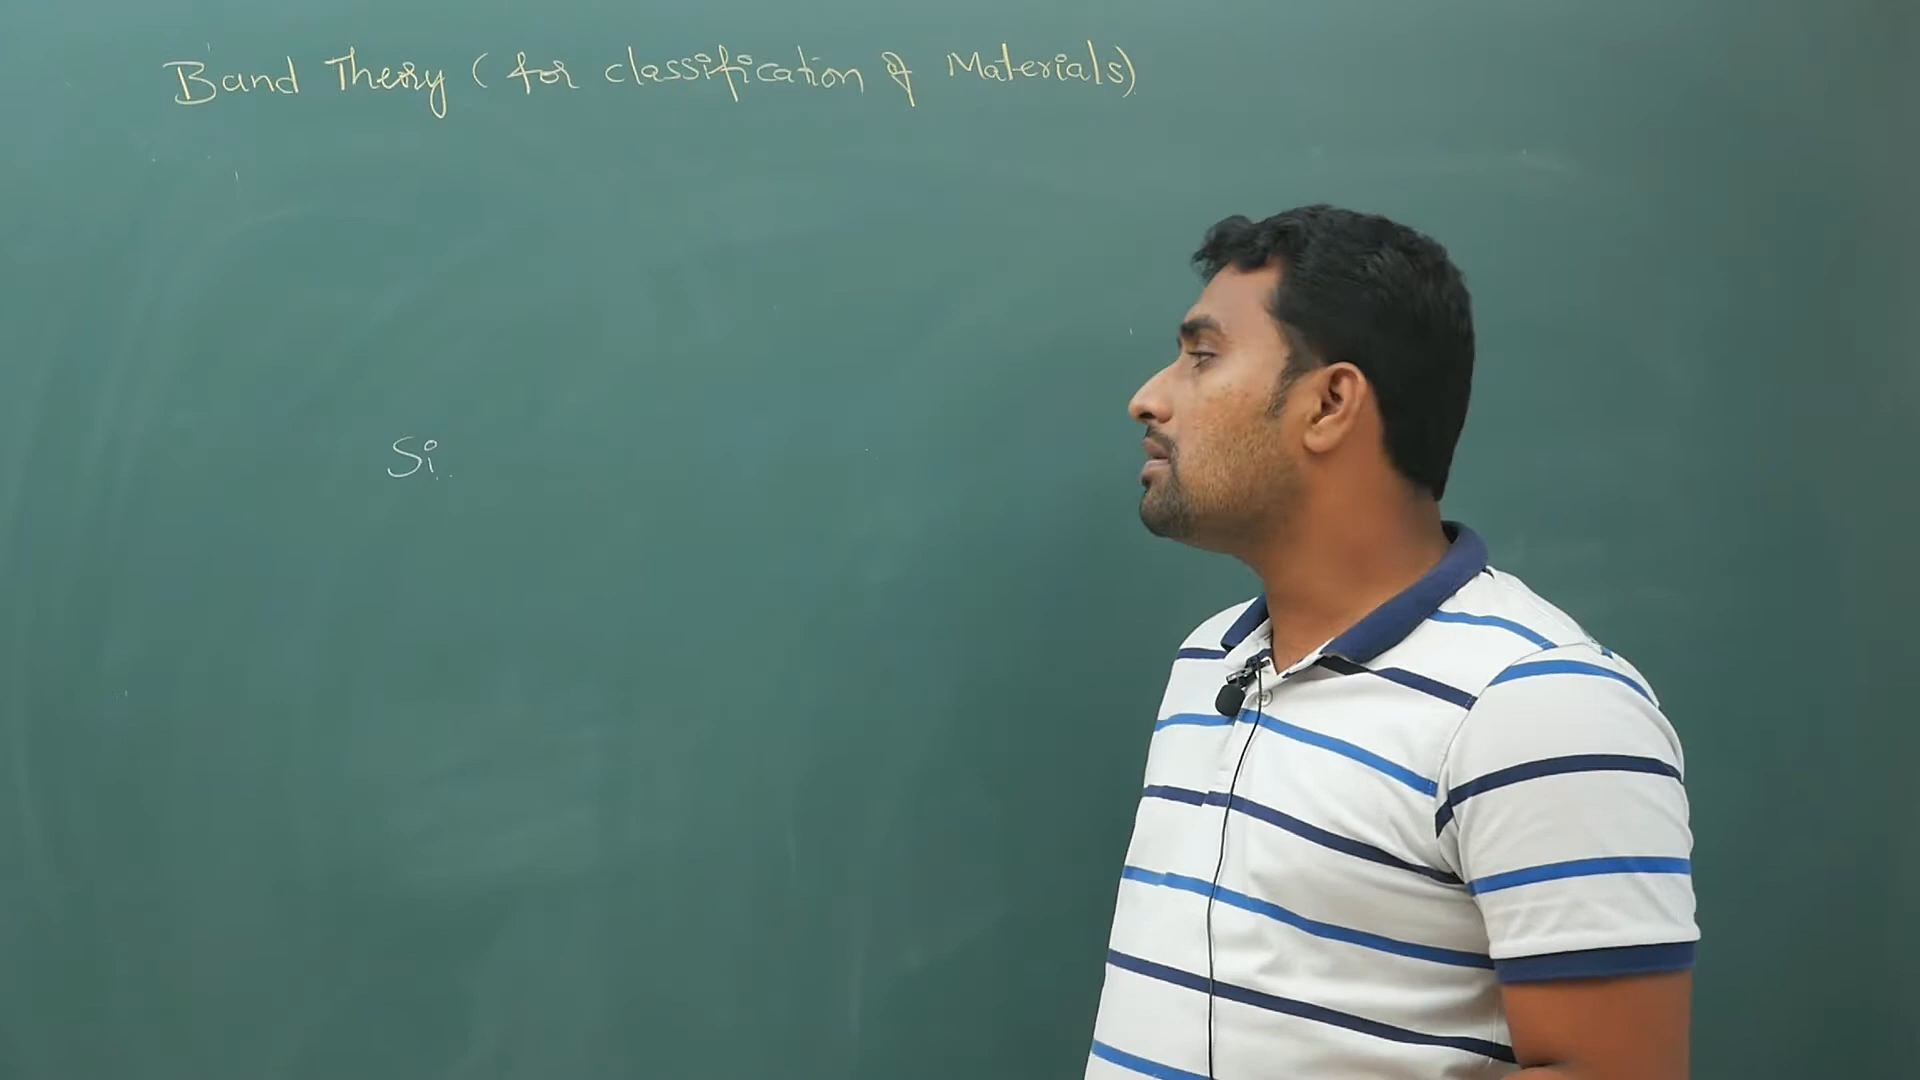 Band Theory (for classification of Materials)
Si